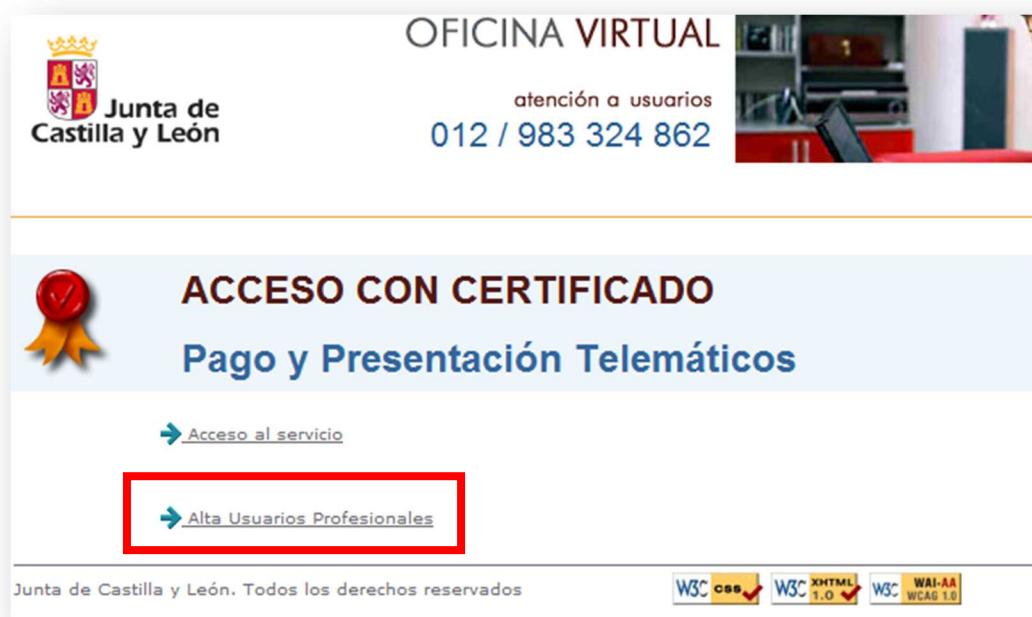 OFICINA VIRTUAL
Junta de
Castilla y León
atención a usuarios
012 / 983 324 862
ACCESO CON CERTIFICADO
Pago y Presentación Telemáticos
Acceso al servicio
Alta Usuarios Profesionales
Junta de Castilla y León. Todos los derechos reservados
W3C css
W3C XHTML 1.0
W3C WAI-AA WCAG 1.0